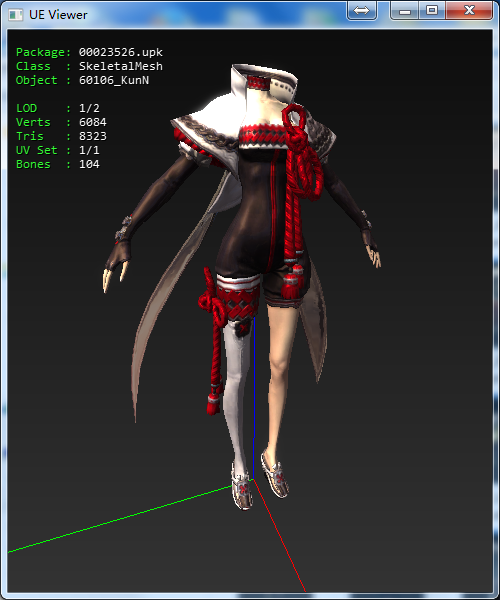 UE Viewer
Package: 00023526.upk
Class : SkeletalMesh
Object : 60106_KunN
LOD : 1/2
Verts : 6084
Tris : 8323
UV Set : 1/1
Bones : 104